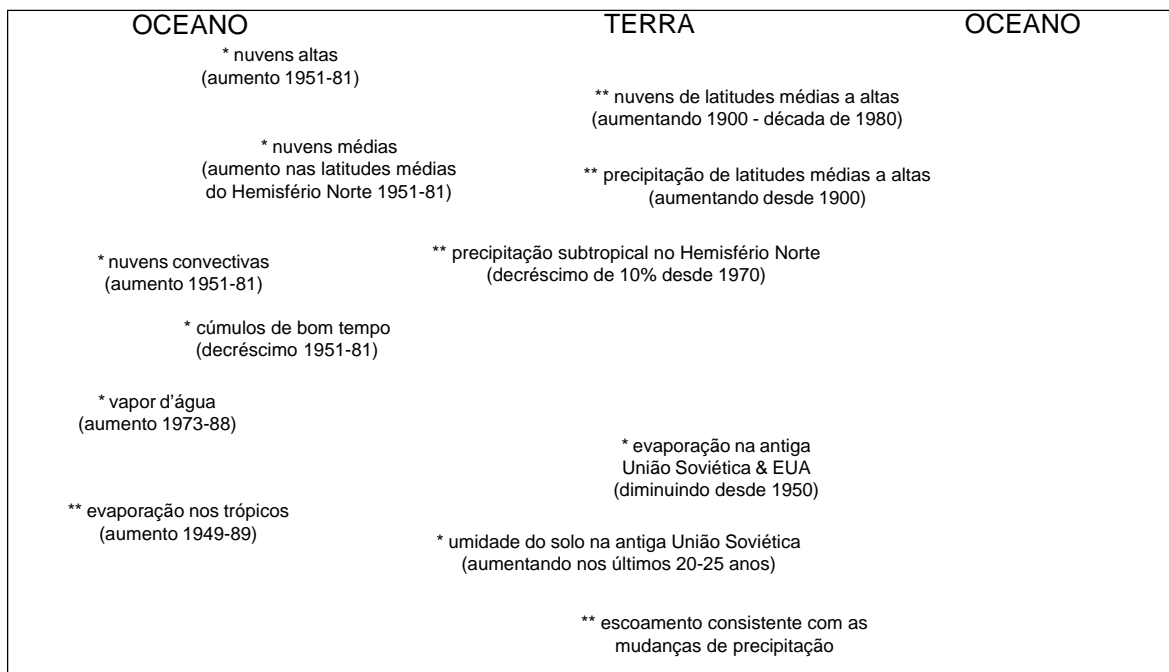 OCEANO
TERRA
OCEANO
* nuvens altas
(aumento 1951-81)
** nuvens de latitudes médias a altas
(aumentando 1900 - década de 1980)
* nuvens médias
(aumento nas latitudes médias
do Hemisfério Norte 1951-81)
** precipitação de latitudes médias a altas
(aumentando desde 1900)
** precipitação subtropical no Hemisfério Norte
(decréscimo de 10% desde 1970)
* nuvens convectivas
(aumento 1951-81)
* cúmulos de bom tempo
(decréscimo 1951-81)
* vapor d’água
(aumento 1973-88)
* evaporação na antiga
União Soviética & EUA
(diminuindo desde 1950)
** evaporação nos trópicos
(aumento 1949-89)
* umidade do solo na antiga União Soviética
(aumentando nos últimos 20-25 anos)
** escoamento consistente com as
mudanças de precipitação